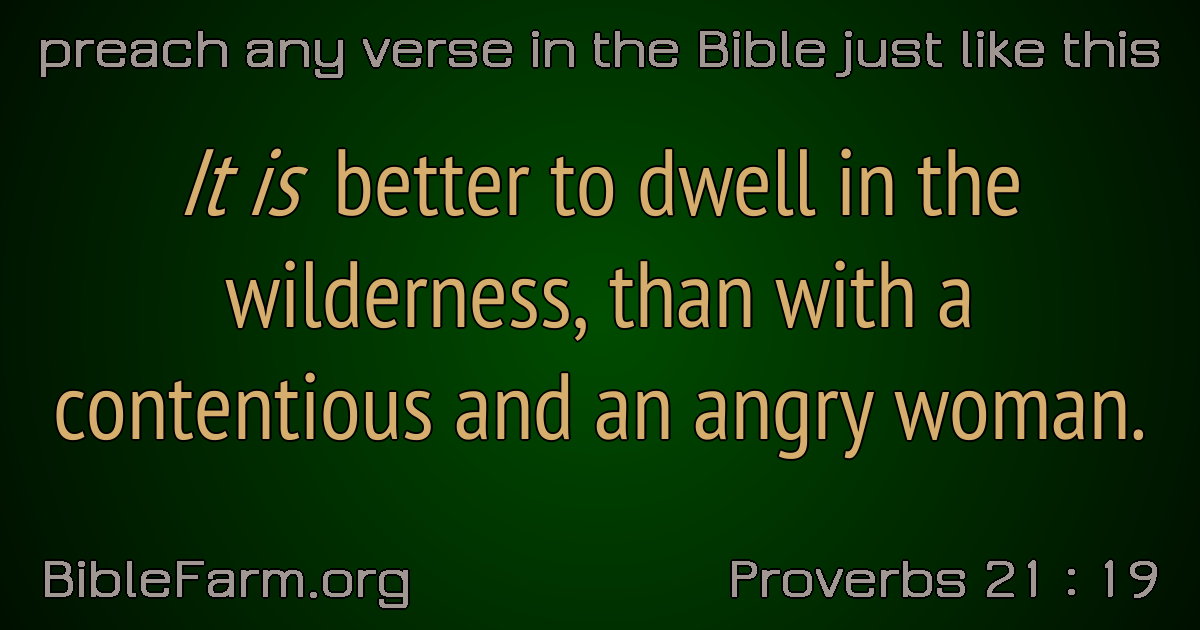 preach any verse in the Bible just like this
It is better to dwell in the
wilderness, than with a
contentious and an angry woman.
BibleFarm.org
Proverbs 21 : 19